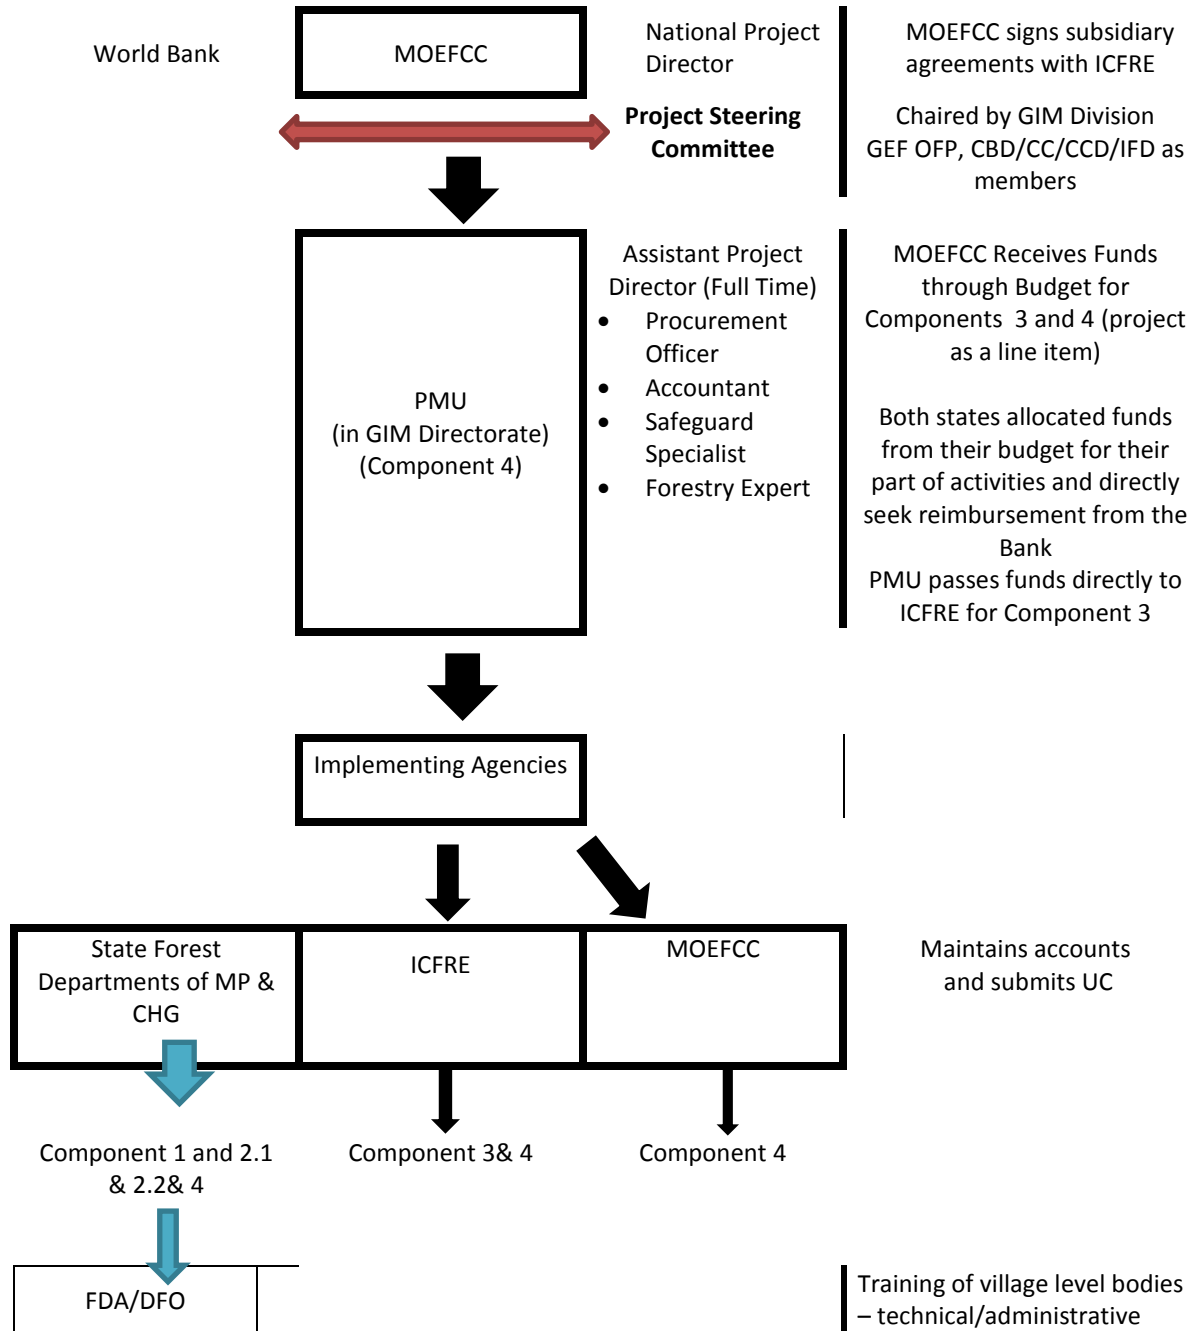 World Bank
MOEFCC
National Project
Director
MOEFCC signs subsidiary
agreements with ICFRE
Project Steering
Committee
Chaired by GIM Division
GEF OFP, CBD/CC/CCD/IFD as
members
PMU
(in GIM Directorate)
(Component 4)
Assistant Project
Director (Full Time)
• Procurement
Officer
• Accountant
• Safeguard
Specialist
• Forestry Expert
MOEFCC Receives Funds
through Budget for
Components 3 and 4 (project
as a line item)
Both states allocated funds
from their budget for their
part of activities and directly
seek reimbursement from the
Bank
PMU passes funds directly to
ICFRE for Component 3
Implementing Agencies
State Forest
Departments of MP &
CHG
ICFRE
MOEFCC
Maintains accounts
and submits UC
Component 1 and 2.1
& 2.2& 4
Component 3& 4
Component 4
FDA/DFO
Training of village level bodies
– technical/administrative